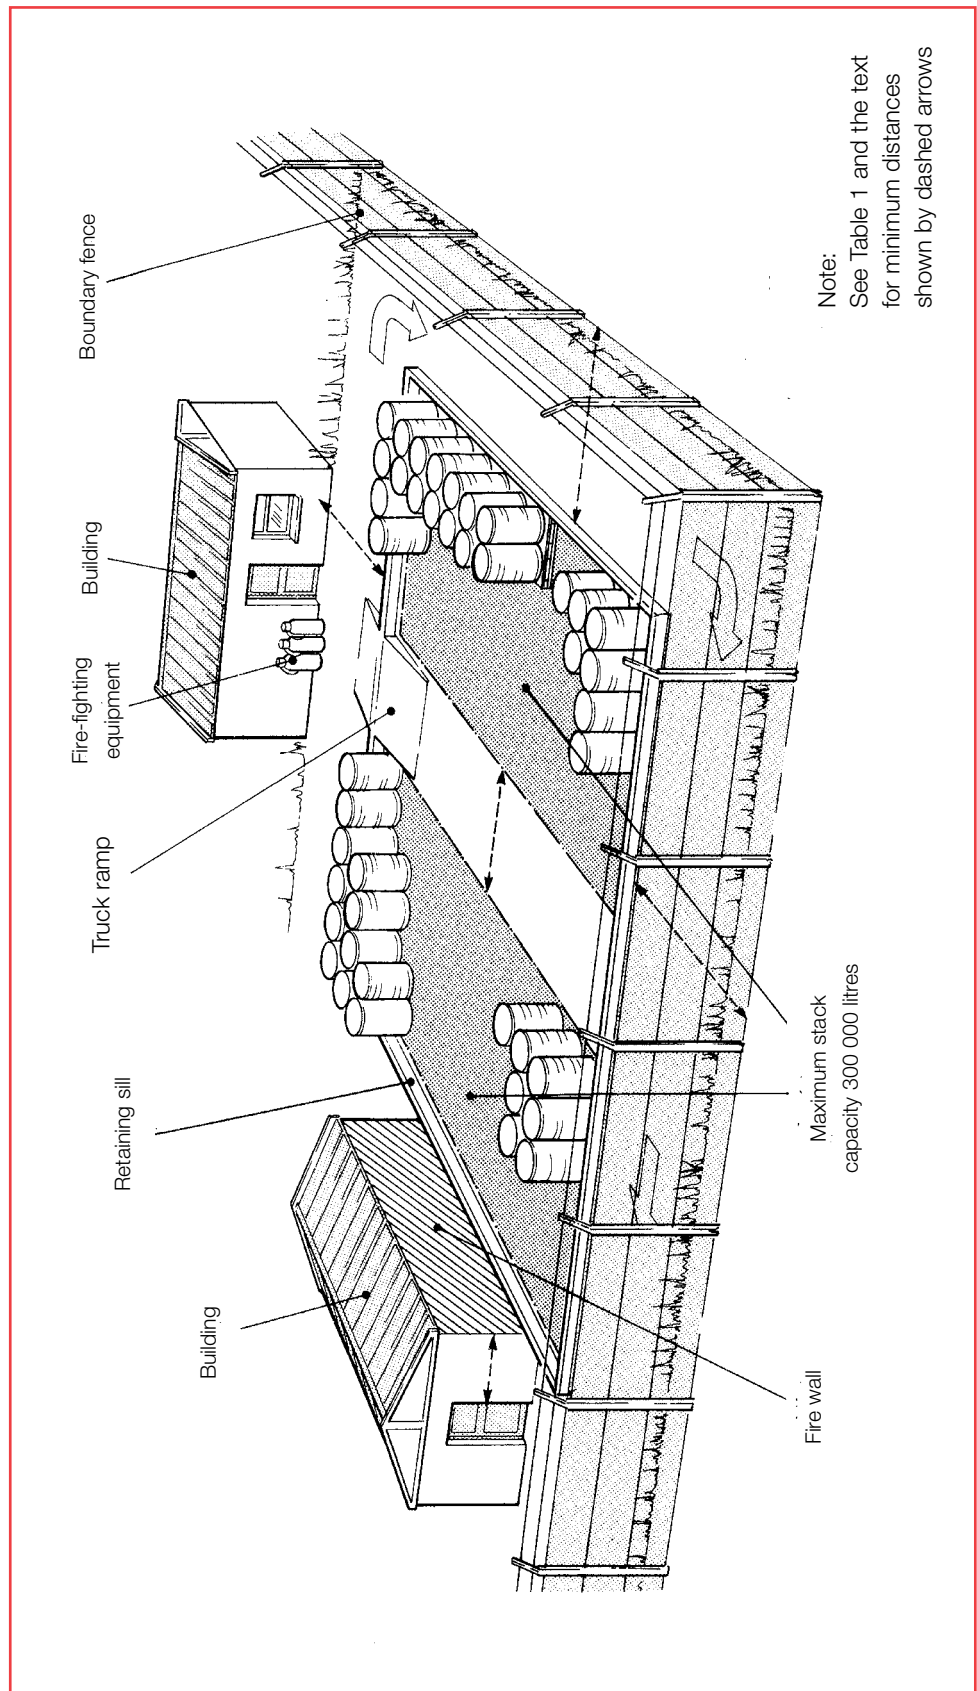 Building
Retaining sill
Truck ramp
Fire-fighting
equipment
Building
Boundary fence
Fire wall
Maximum stack
capacity 300 000 litres
Note:
See Table 1 and the text
for minimum distances
shown by dashed arrows